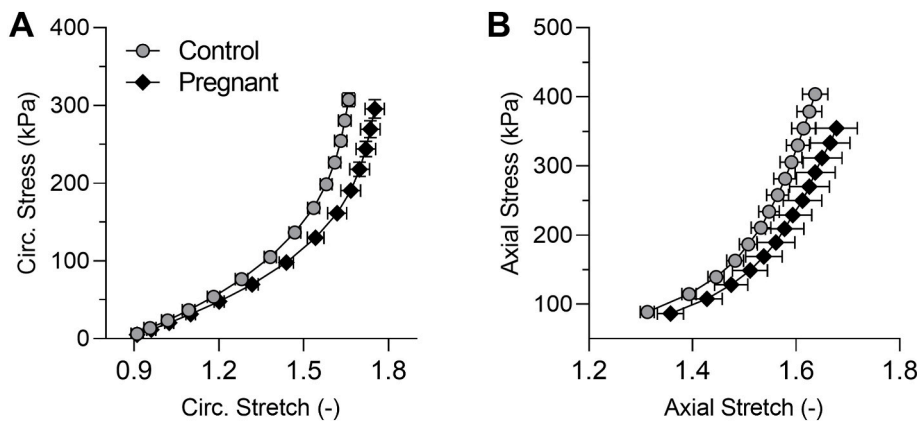 A
B
Control
Pregnant
Circ. Stress (kPa)
400
300
200
100
0
0.9
1.2
1.5
1.8
Circ. Stretch (-)
Axial Stress (kPa)
500
400
300
200
100
1.2
1.4
1.6
1.8
Axial Stretch (-)